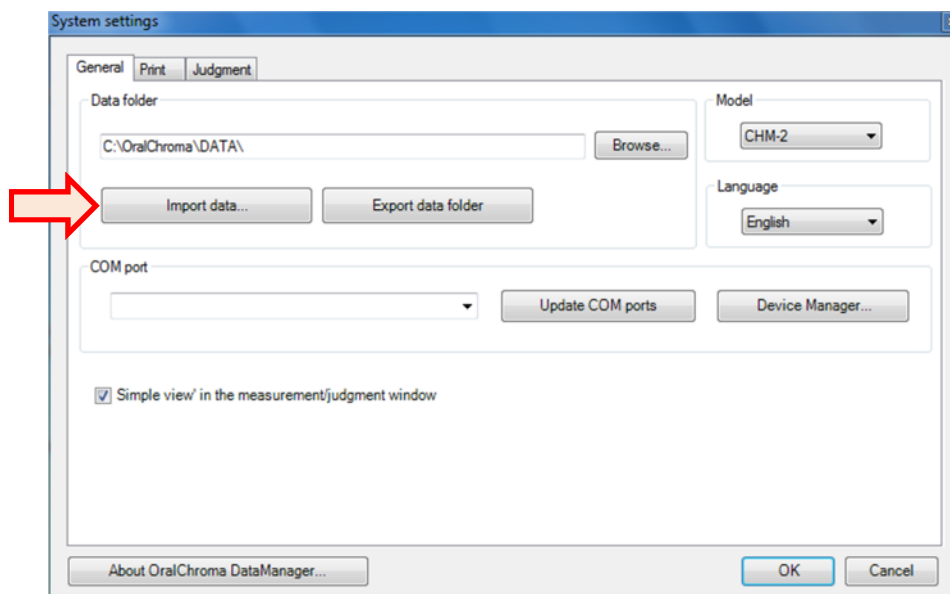 System settings
General Print Judgment
Data folder
Model
C:\OralChroma\DATA\
Browse...
CHM-2
Import data...
Export data folder
Language
English
COM port
Update COM ports
Device Manager...
Simple view' in the measurement/judgment window
About OralChroma DataManager...
OK
Cancel